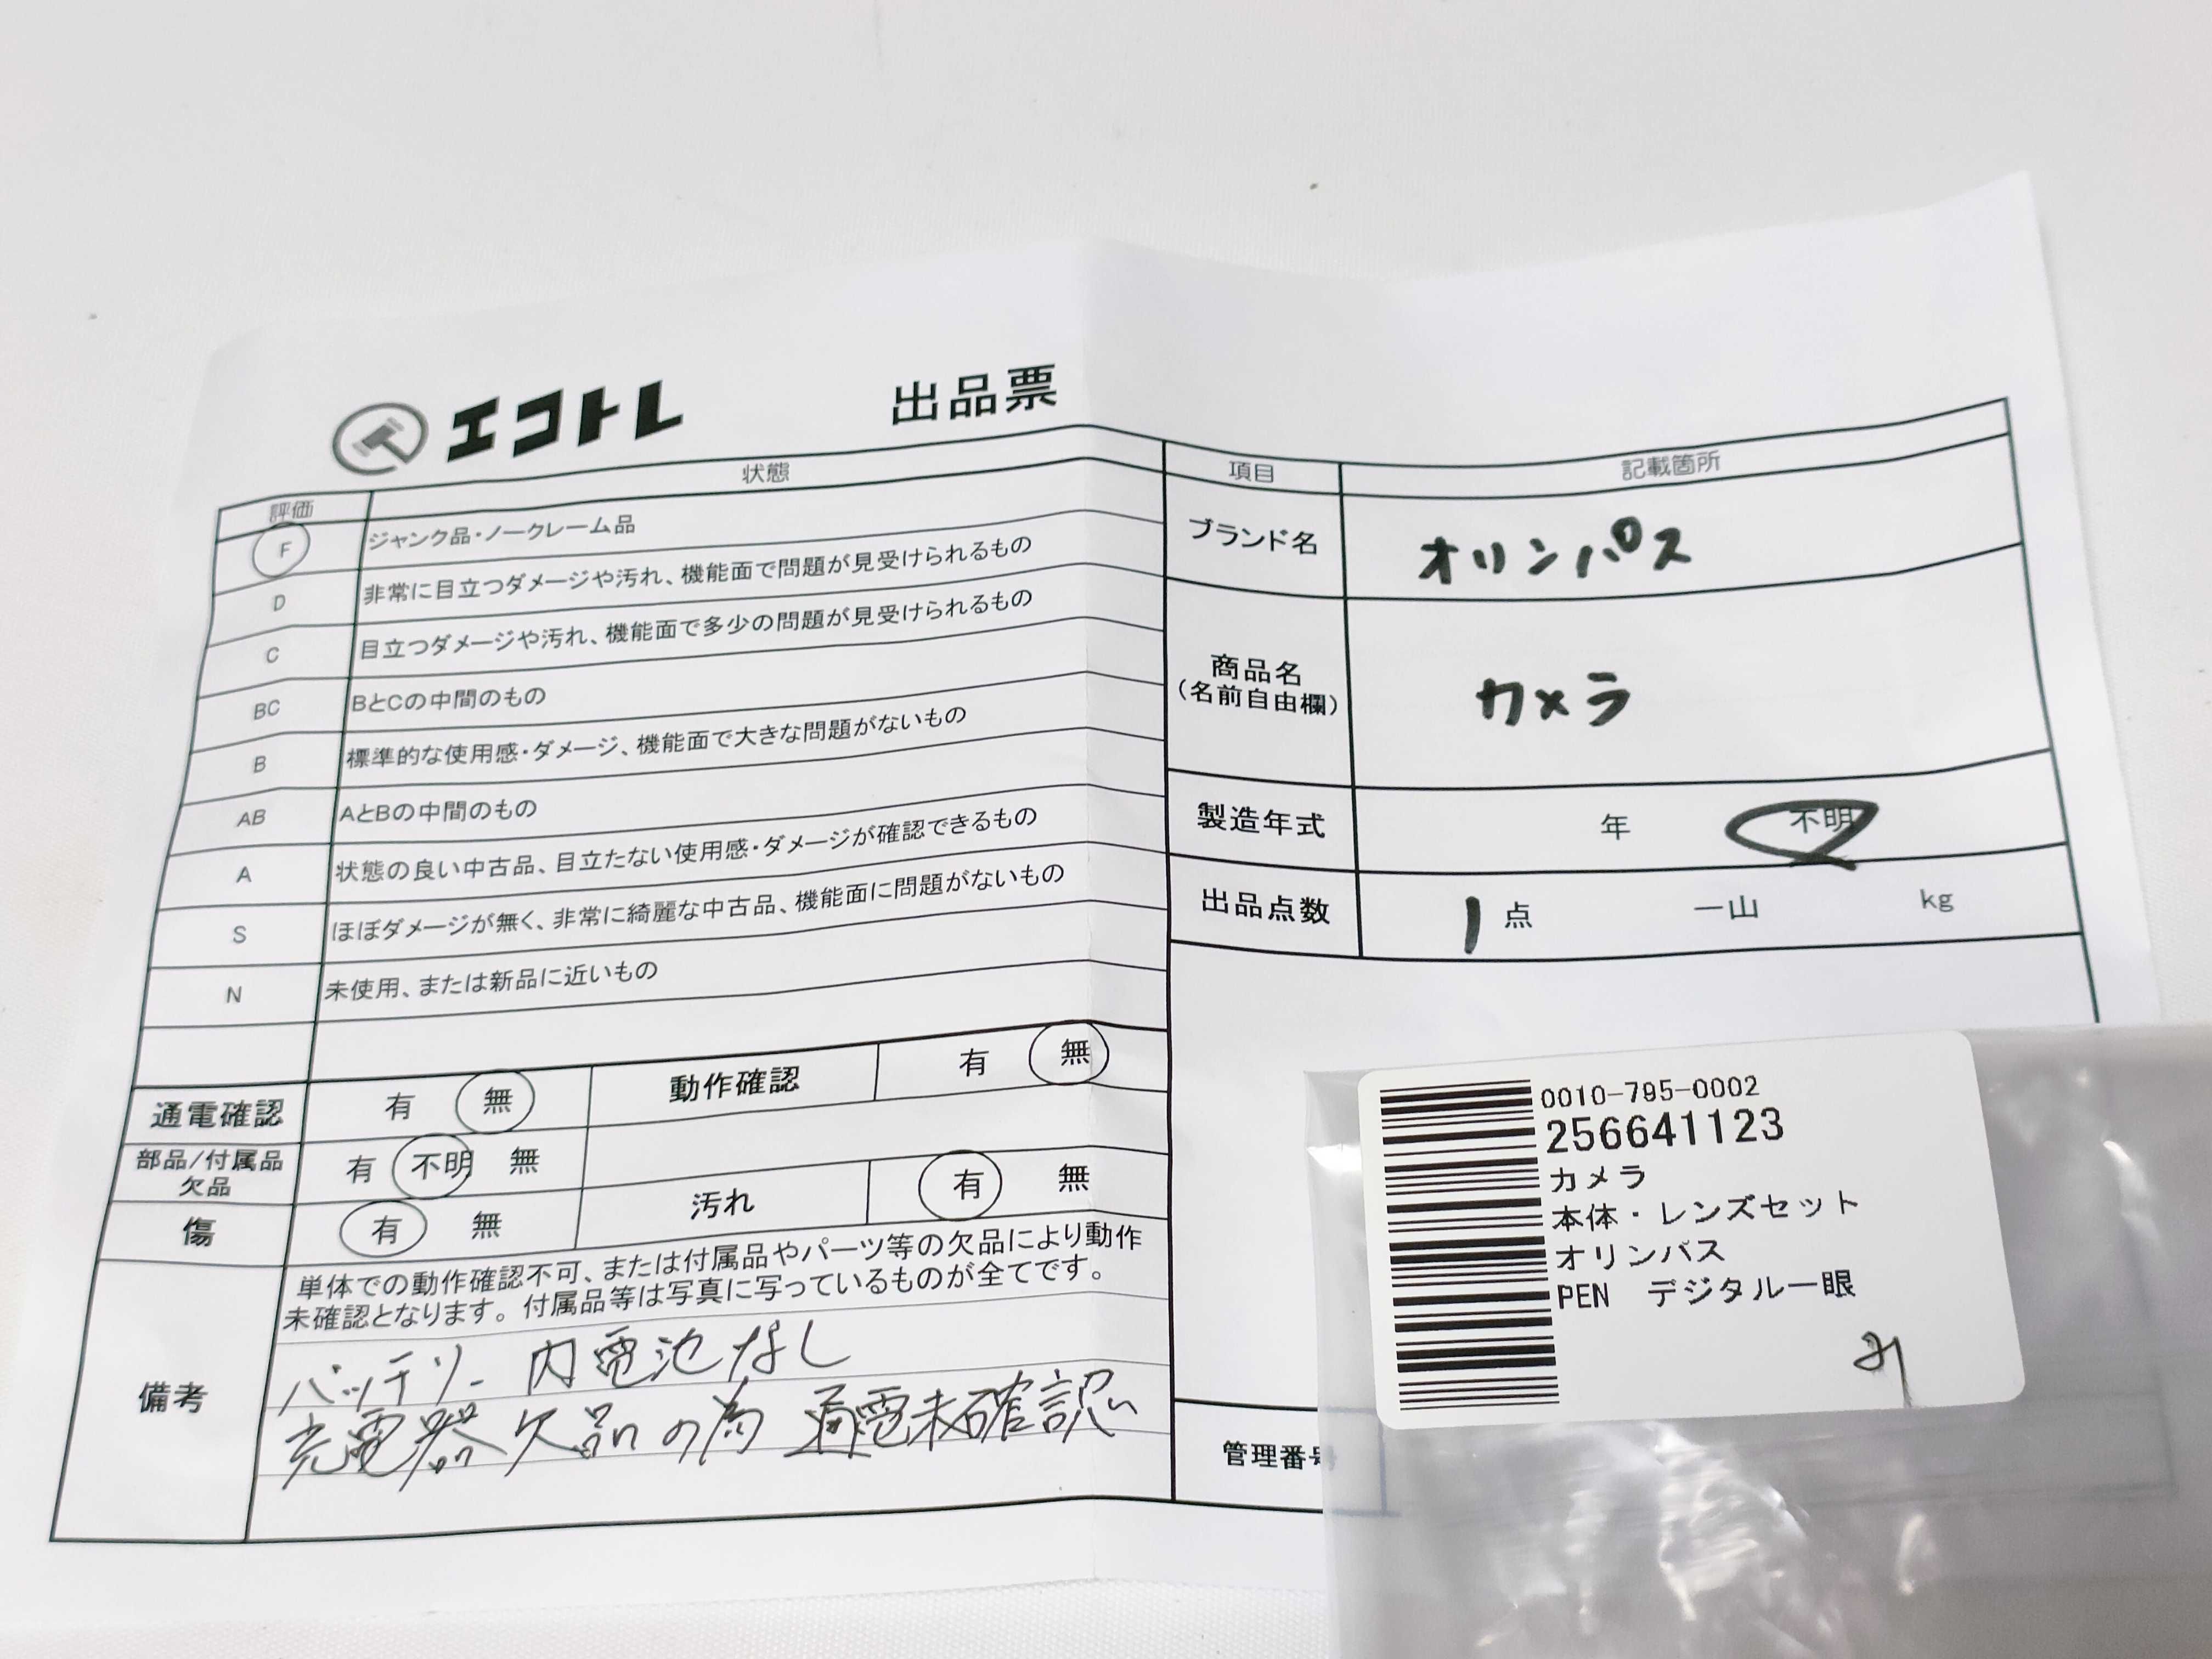 エコトレ
出品票
評価 状態
F ジャンク品・ノークレーム品
D 非常に目立つダメージや汚れ、機能面で問題が見受けられるもの
C 目立つダメージや汚れ、機能面で多少の問題が見受けられるもの
BC BとCの中間のもの
B 標準的な使用感・ダメージ、機能面で大きな問題がないもの
AB AとBの中間のもの
A 状態の良い中古品、目立たない使用感・ダメージが確認できるもの
S ほぼダメージが無く、非常に綺麗な中古品、機能面に問題がないもの
N 未使用、または新品に近いもの
通電確認 有 無 動作確認 有 無
部品/付属品
欠品
有 不明 無
傷 有 無 汚れ 有 無
備考
単体での動作確認不可、または付属品やパーツ等の欠品により動作
未確認となります。付属品等は写真に写っているものが全てです。
バッテリー 内電池なし
充電器欠品の為 通電未確認
項目 記載箇所
ブランド名 オリンパス
商品名
(名前自由欄)
カメラ
製造年式 年 不明
出品点数 1 点 一山 kg
管理番号
0010-795-0002
256641123
カメラ
本体・レンズセット
オリンパス
PEN デジタル一眼